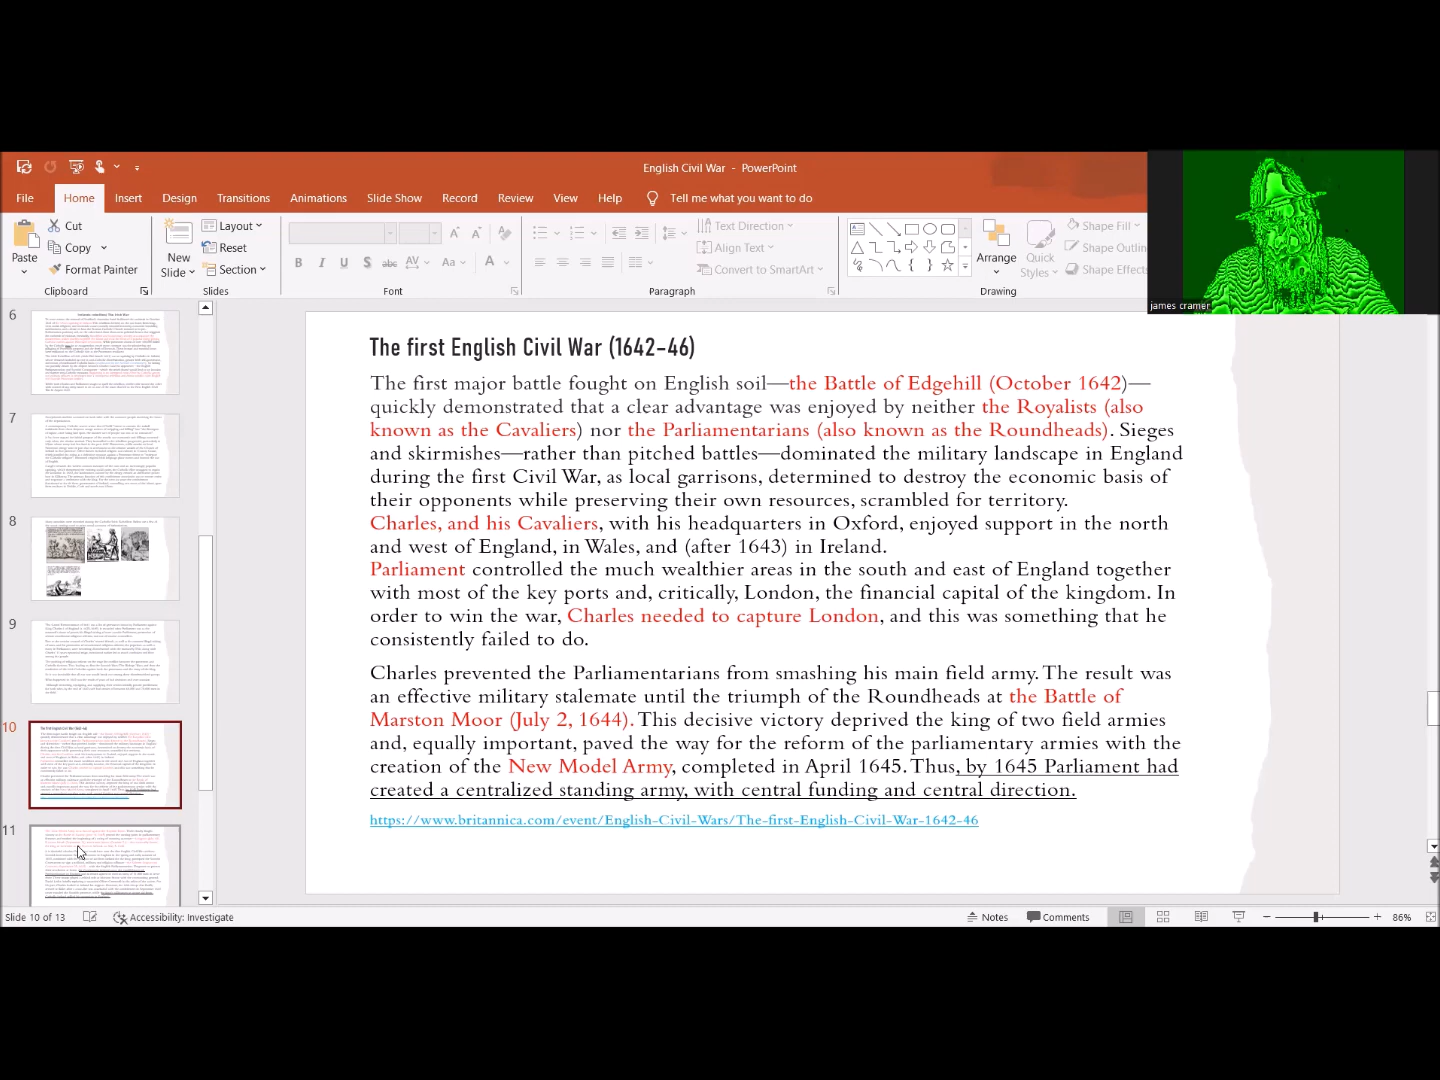 English Civil War - PowerPoint
File Home Insert Design Transitions Animations Slide Show Record Review View Help Tell me what you want to do
Paste
Cut
Copy
Format Painter
Clipboard
New Slide
Layout
Reset
Section
Slides
B I U S abc AV Aa A
Font
Text Direction
Align Text
Convert to SmartArt
Paragraph
Arrange
Quick Styles
Shape Fill
Shape Outlin
Shape Effects
Drawing
james cramer
6
7
8
9
10
11
The first English Civil War (1642–46)
The first major battle fought on English soil—the Battle of Edgehill (October 1642)—
quickly demonstrated that a clear advantage was enjoyed by neither the Royalists (also
known as the Cavaliers) nor the Parliamentarians (also known as the Roundheads). Sieges
and skirmishes—rather than pitched battles—dominated the military landscape in England
during the first Civil War, as local garrisons, determined to destroy the economic basis of
their opponents while preserving their own resources, scrambled for territory.
Charles, and his Cavaliers, with his headquarters in Oxford, enjoyed support in the north
and west of England, in Wales, and (after 1643) in Ireland.
Parliament controlled the much wealthier areas in the south and east of England together
with most of the key ports and, critically, London, the financial capital of the kingdom. In
order to win the war, Charles needed to capture London, and this was something that he
consistently failed to do.
Charles prevented the Parliamentarians from smashing his main field army. The result was
an effective military stalemate until the triumph of the Roundheads at the Battle of
Marston Moor (July 2, 1644). This decisive victory deprived the king of two field armies
and, equally important, paved the way for the reform of the parliamentary armies with the
creation of the New Model Army, completed in April 1645. Thus, by 1645 Parliament had
created a centralized standing army, with central funding and central direction.
https://www.britannica.com/event/English-Civil-Wars/The-first-English-Civil-War-1642-46
Slide 10 of 13 Accessibility: Investigate Notes Comments 86%